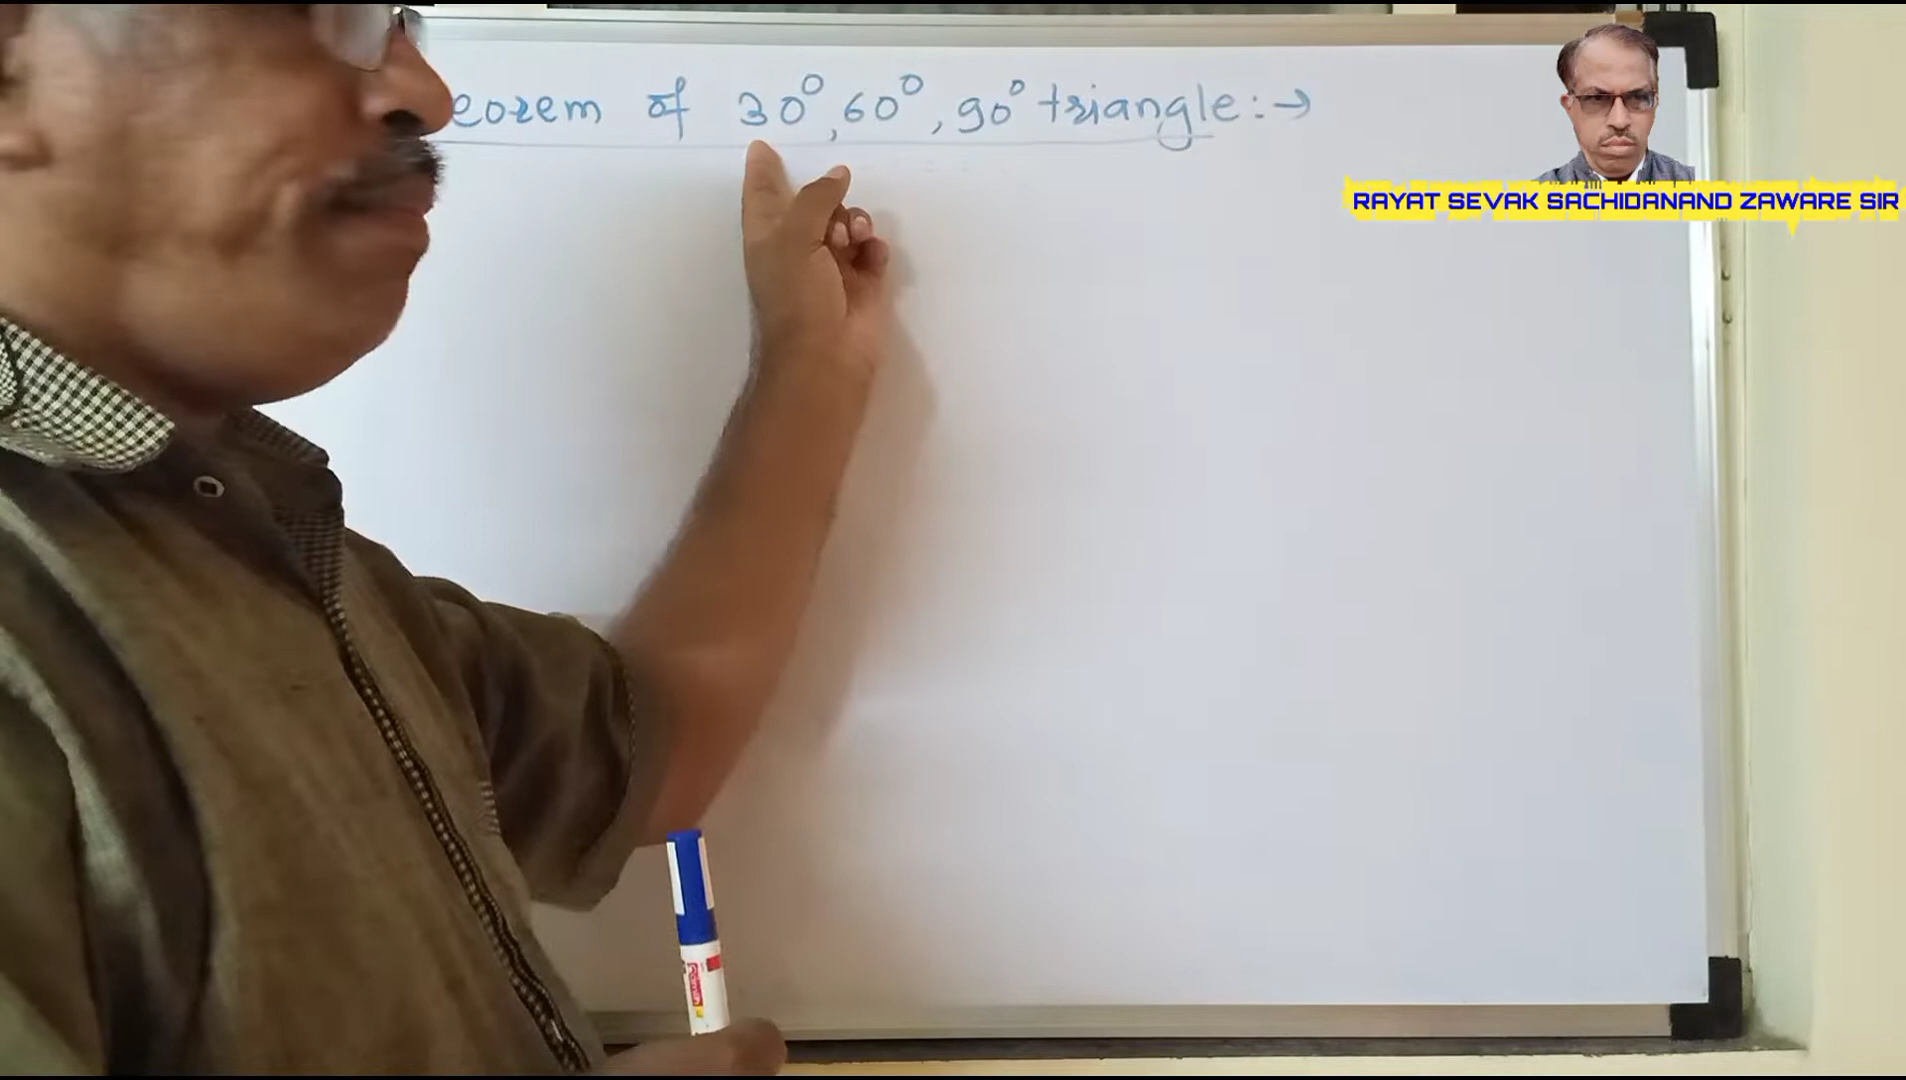 eorem of 30°, 60°, 90° triangle:→
RAYAT SEVAK SACHIDANAND ZAWARE SIR